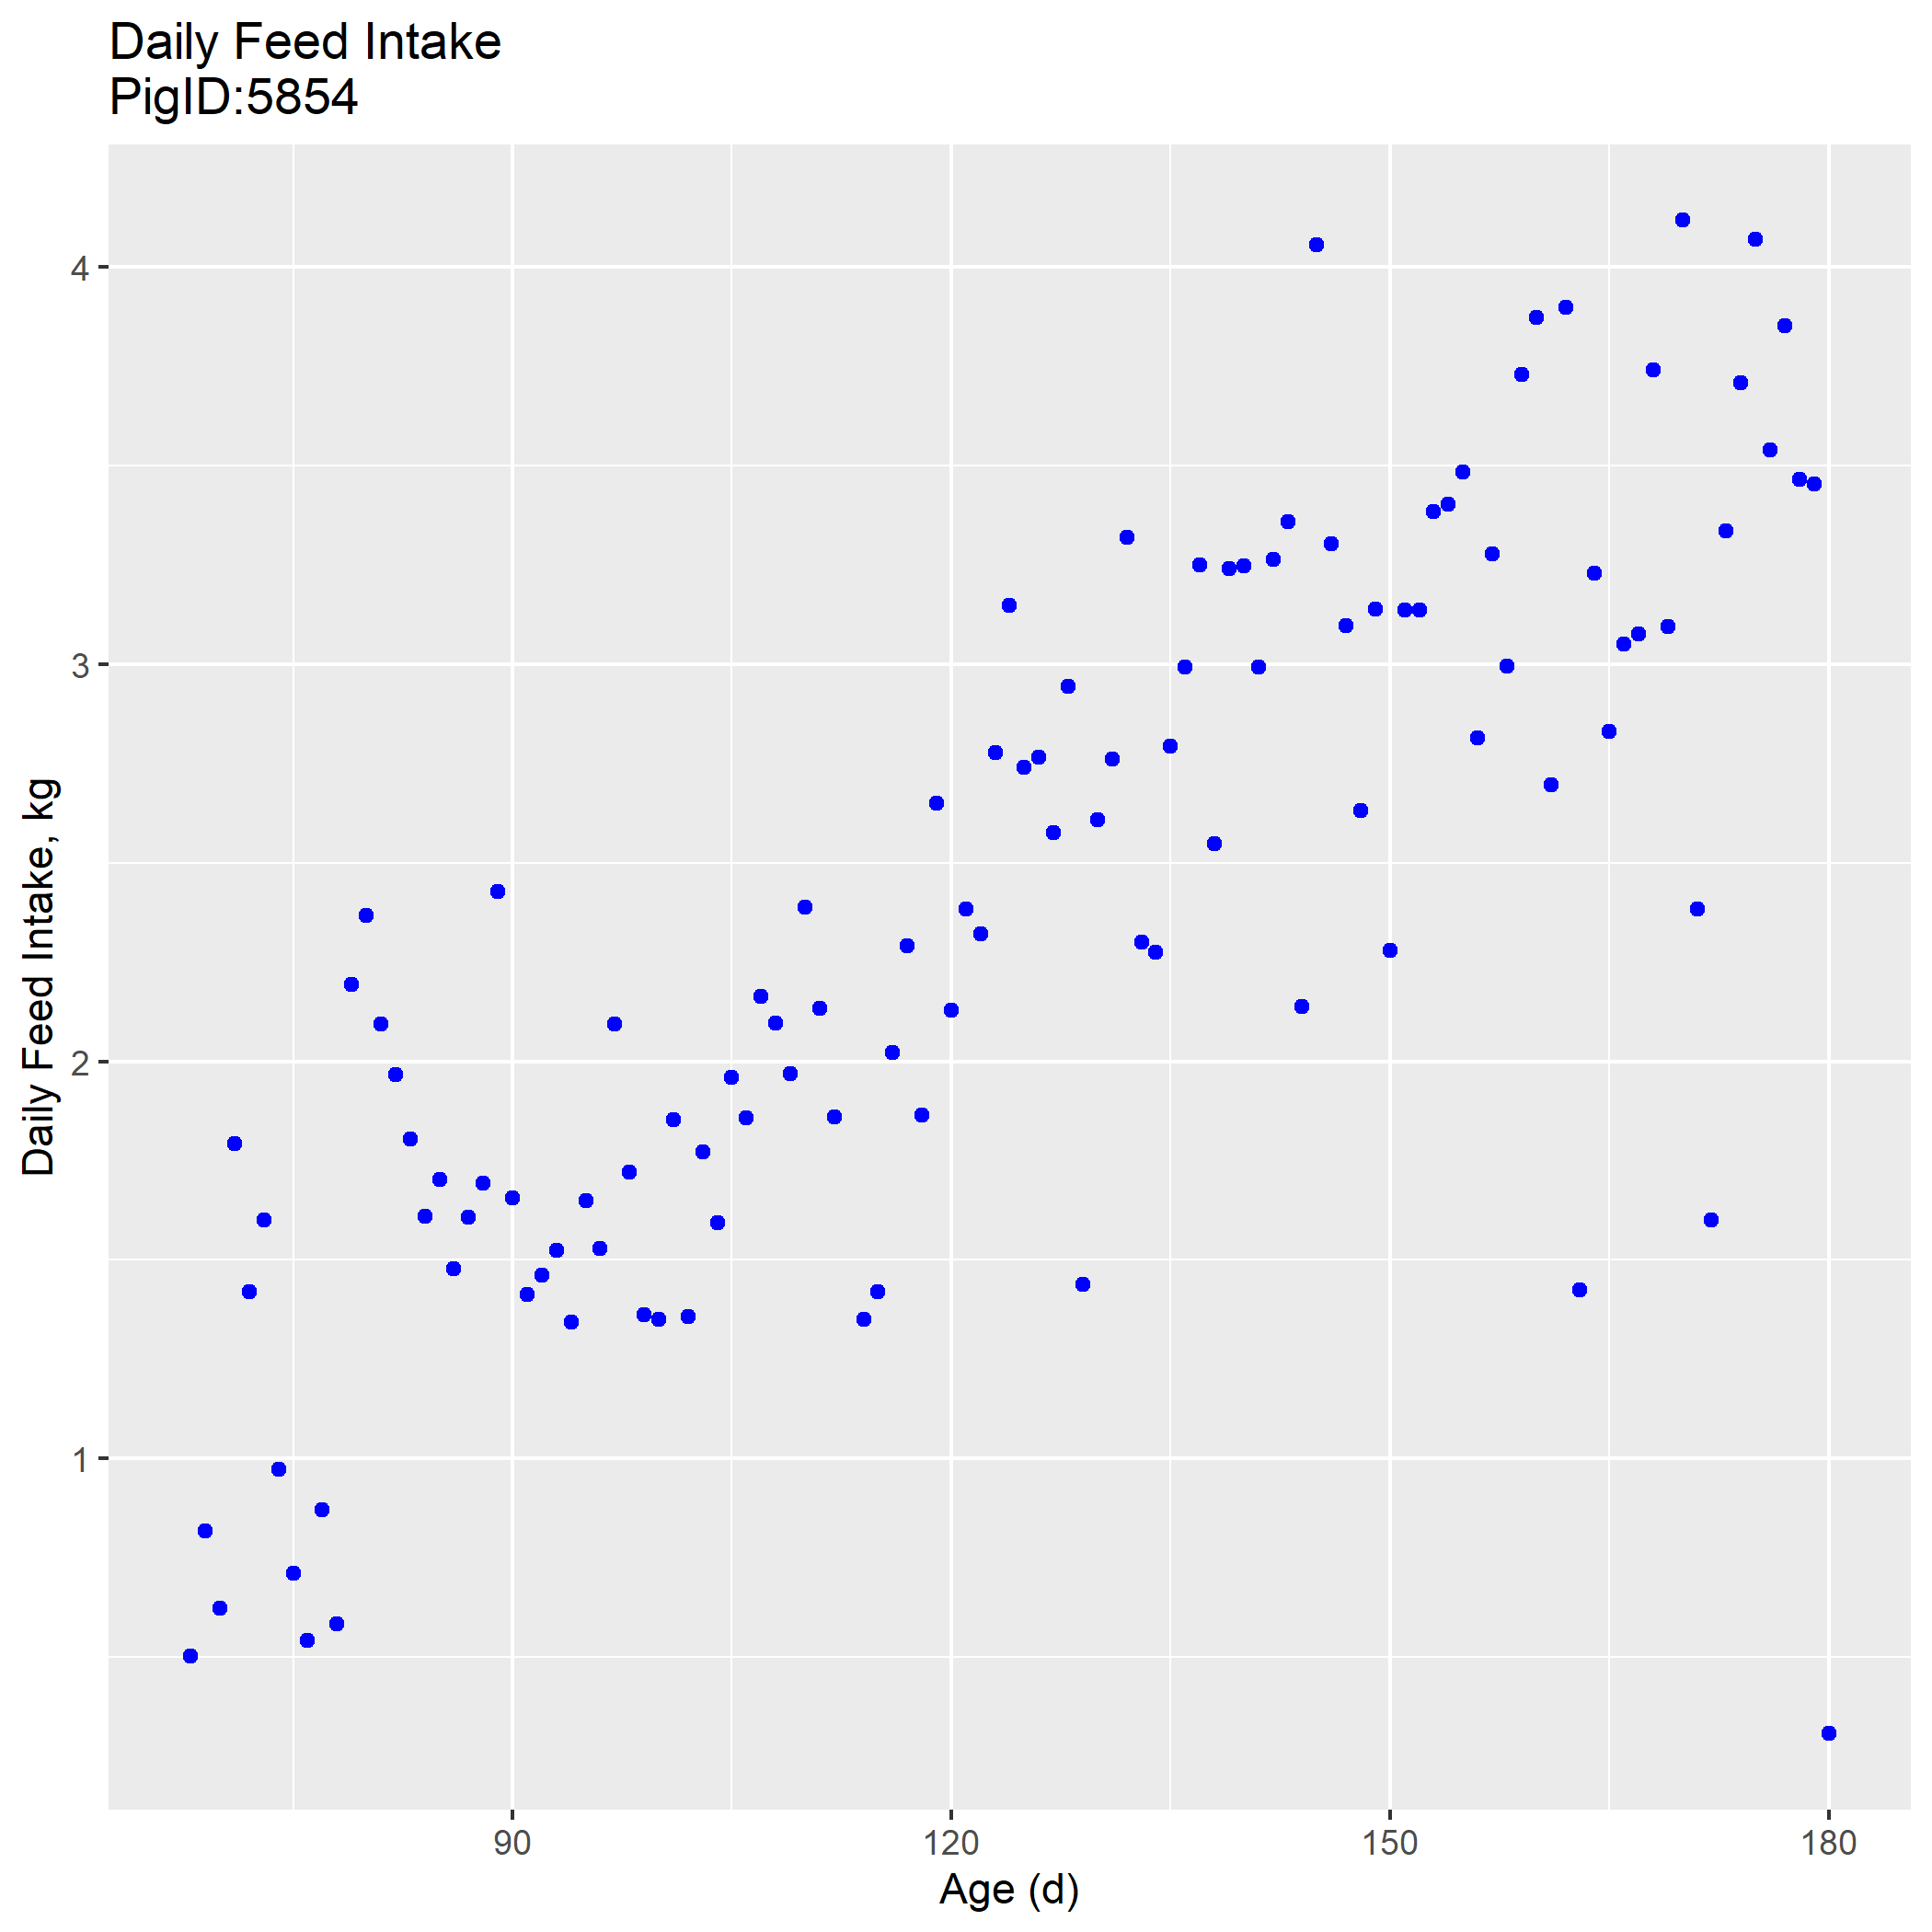 Daily Feed Intake
PigID:5854
Daily Feed Intake, kg
4
3
2
1
90 120 150 180
Age (d)